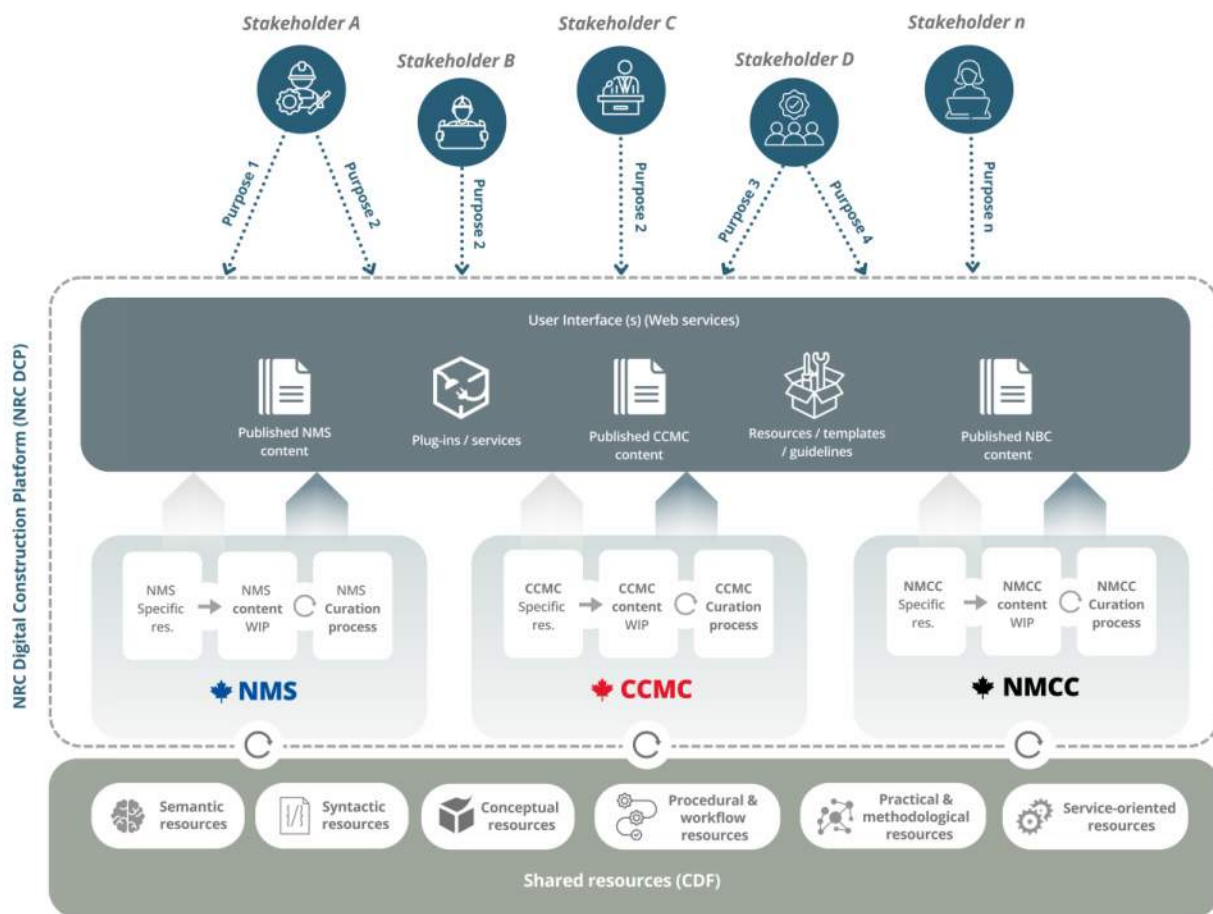 Stakeholder A
Stakeholder B
Stakeholder C
Stakeholder D
Stakeholder n
Purpose 1
Purpose 2
Purpose 2
Purpose 2
Purpose 3
Purpose 4
Purpose n
NRC Digital Construction Platform (NRC DCP)
User Interface (s) (Web services)
Published NMS
content
Plug-ins / services
Published CCMC
content
Resources / templates
/ guidelines
Published NBC
content
NMS
Specific
res.
NMS
content
WIP
NMS
Curation
process
NMS
CCMC
Specific
res.
CCMC
content
WIP
CCMC
Curation
process
CCMC
NMCC
Specific
res.
NMCC
content
WIP
NMCC
Curation
process
NMCC
Semantic
resources
Syntactic
resources
Conceptual
resources
Procedural &
workflow
resources
Practical &
methodological
resources
Service-oriented
resources
Shared resources (CDF)